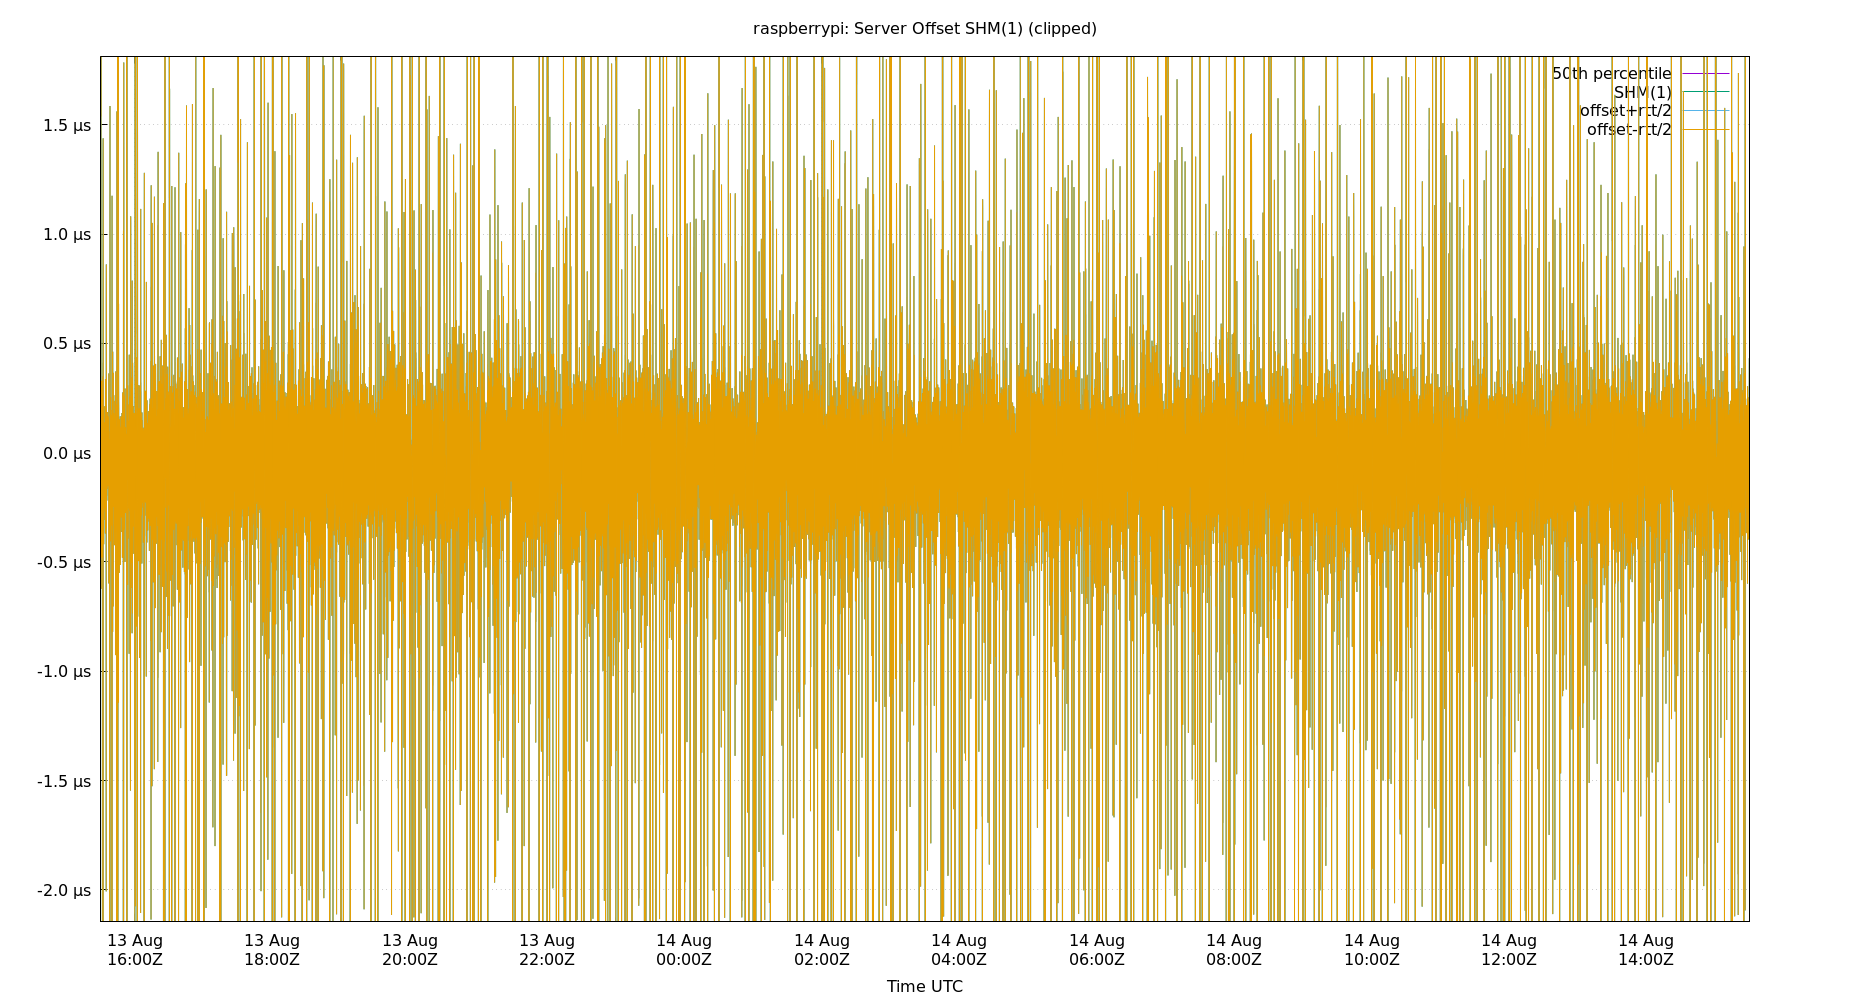 raspberrypi: Server Offset SHM(1) (clipped)
50th percentile
SHM(1)
offset+rtt/2
offset-rtt/2
1.5 µs
1.0 µs
0.5 µs
0.0 µs
-0.5 µs
-1.0 µs
-1.5 µs
-2.0 µs
13 Aug 13 Aug 13 Aug 13 Aug 14 Aug 14 Aug 14 Aug 14 Aug 14 Aug 14 Aug 14 Aug 14 Aug
16:00Z 18:00Z 20:00Z 22:00Z 00:00Z 02:00Z 04:00Z 06:00Z 08:00Z 10:00Z 12:00Z 14:00Z
Time UTC